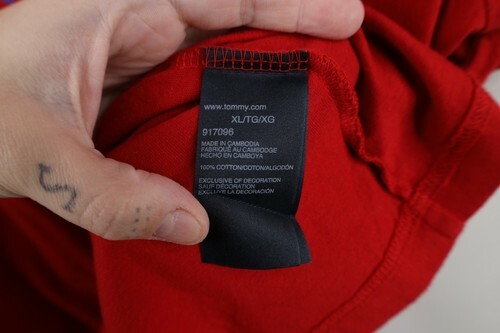 www.tommy.com
XL/TG/XG
917096
MADE IN CAMBODIA
FABRIQUÉ AU CAMBODGE
HECHO EN CAMBOYA
100% COTTON/COTON/ALGODÓN
EXCLUSIVE OF DECORATION
SAUF DÉCORATION
EXCLUYE LA DECORACIÓN